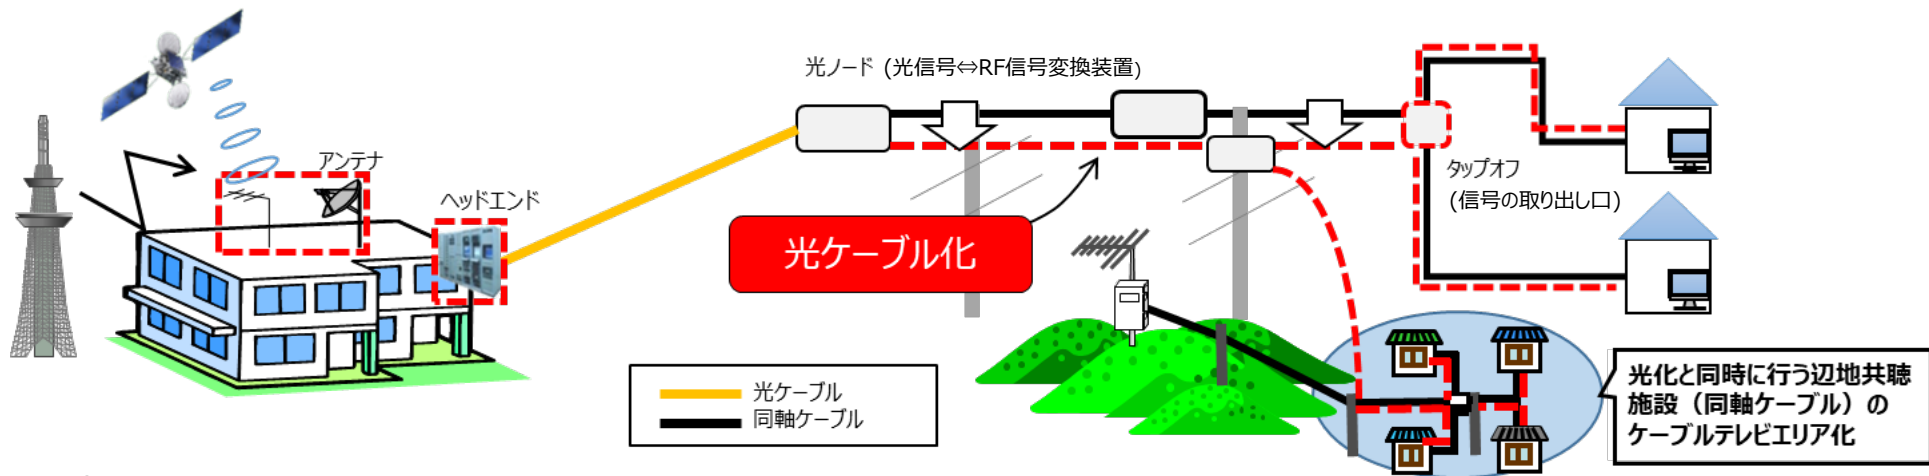 光ノード (光信号⇔RF信号変換装置)
アンテナ
ヘッドエンド
タップオフ
(信号の取り出し口)
光ケーブル化
光ケーブル
同軸ケーブル
光化と同時に行う辺地共聴
施設（同軸ケーブル）の
ケーブルテレビエリア化